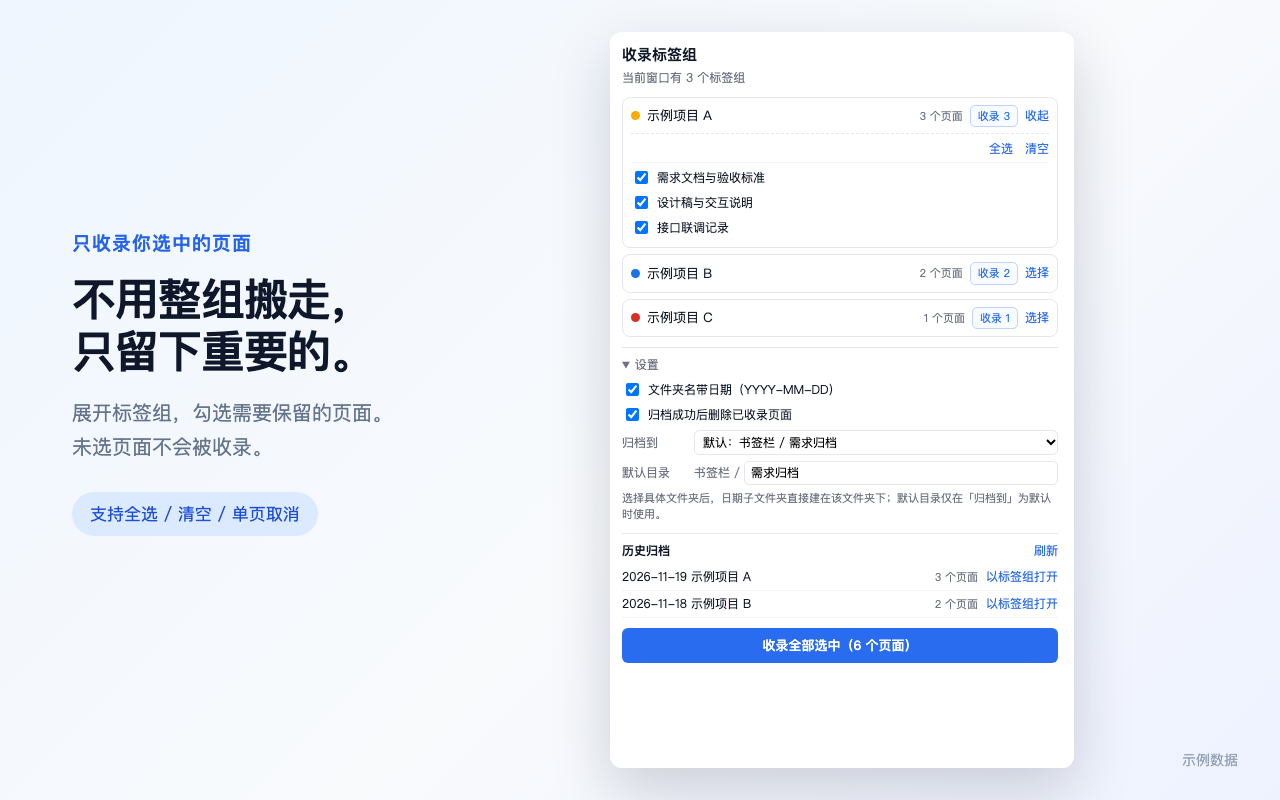 只收录你选中的页面
不用整组搬走，
只留下重要的。
展开标签组，勾选需要保留的页面。
未选页面不会被收录。
支持全选 / 清空 / 单页取消
收录标签组
当前窗口有 3 个标签组
示例项目 A 3 个页面 收录 3 收起
全选 清空
需求文档与验收标准
设计稿与交互说明
接口联调记录
示例项目 B 2 个页面 收录 2 选择
示例项目 C 1 个页面 收录 1 选择
▼ 设置
文件夹名带日期（YYYY-MM-DD）
归档成功后删除已收录页面
归档到 默认：书签栏 / 需求归档
默认目录 书签栏 / 需求归档
选择具体文件夹后，日期子文件夹直接建在该文件夹下；默认目录仅在「归档到」为默认
时使用。
历史归档 刷新
2026-11-19 示例项目 A 3 个页面 以标签组打开
2026-11-18 示例项目 B 2 个页面 以标签组打开
收录全部选中（6 个页面）
示例数据